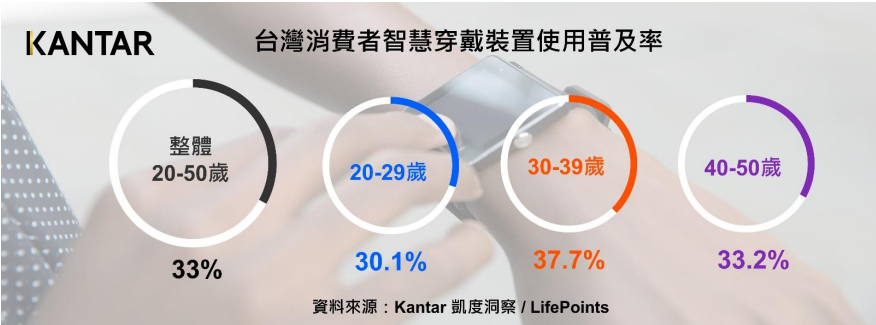 KANTAR
台灣消費者智慧穿戴裝置使用普及率
整體
20-50歲
33%
20-29歲
30.1%
30-39歲
37.7%
40-50歲
33.2%
資料來源：Kantar 凱度洞察 / LifePoints